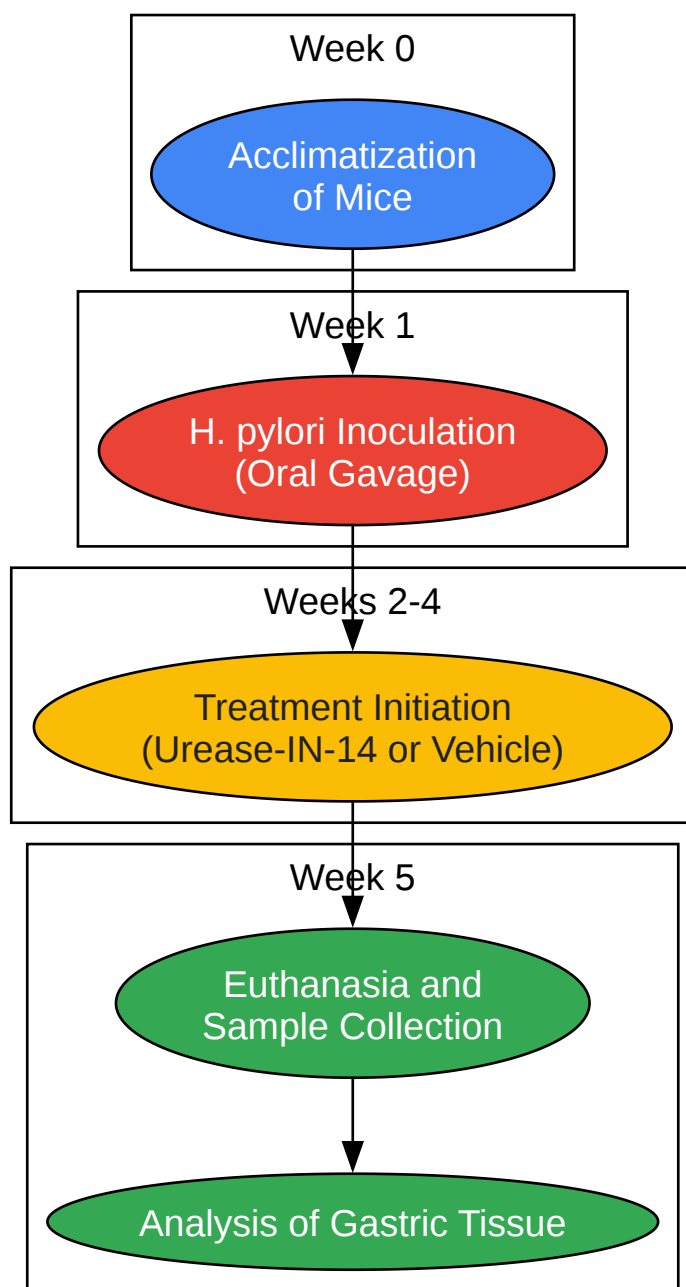 Week 0
Acclimatization
of Mice
Week 1
H. pylori Inoculation
(Oral Gavage)
Weeks 2-4
Treatment Initiation
(Urease-IN-14 or Vehicle)
Week 5
Euthanasia and
Sample Collection
Analysis of Gastric Tissue